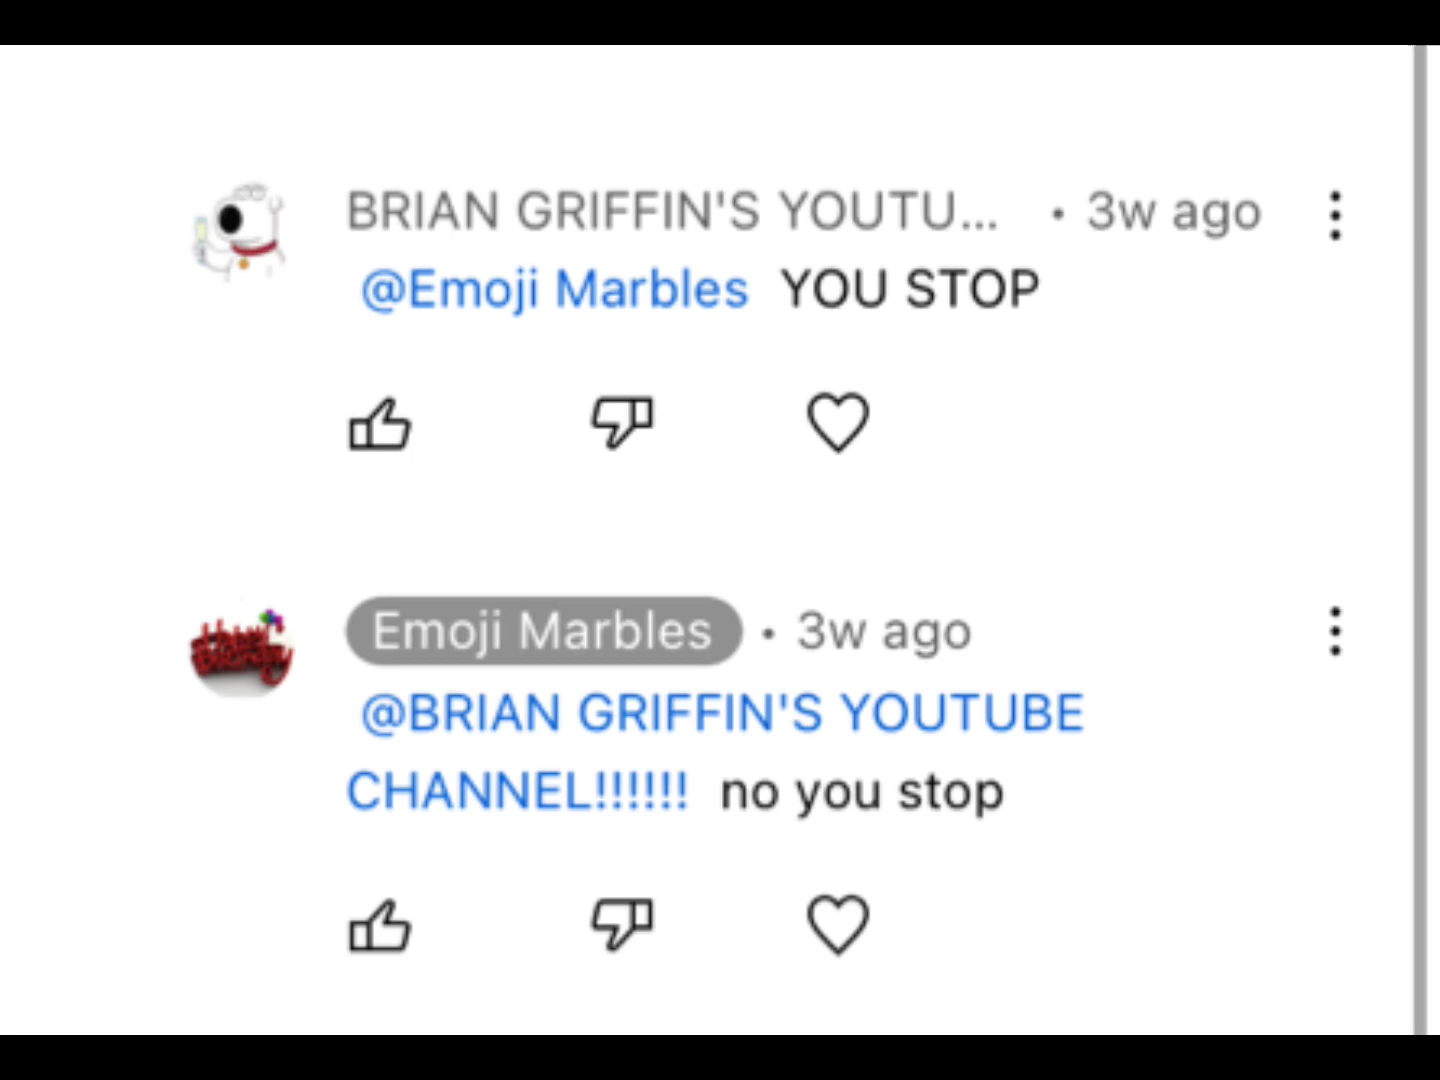 BRIAN GRIFFIN'S YOUTU... • 3w ago
@Emoji Marbles YOU STOP
Emoji Marbles • 3w ago
@BRIAN GRIFFIN'S YOUTUBE
CHANNEL!!!!!! no you stop